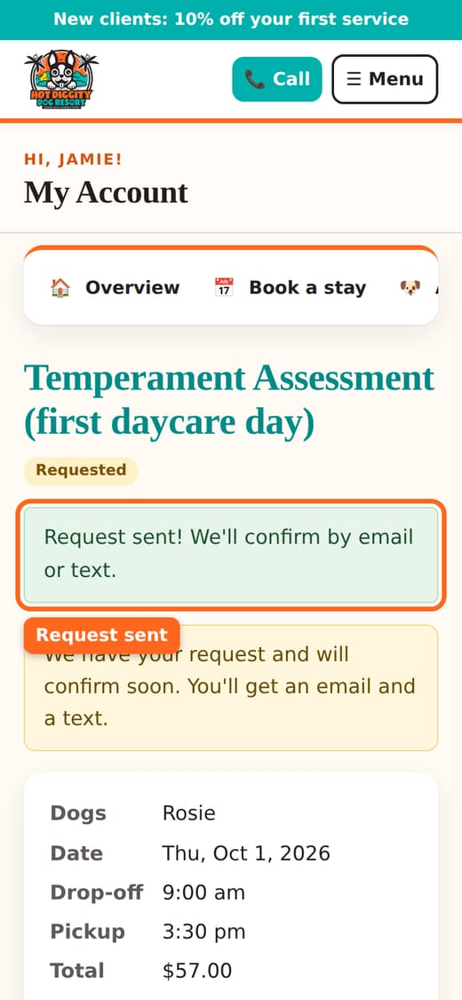 New clients: 10% off your first service
HOT DIGGITY
DOG RESORT
📞 Call
☰ Menu
HI, JAMIE!
My Account
🏠 Overview
📅 Book a stay
🐶
Temperament Assessment
(first daycare day)
Requested
Request sent! We'll confirm by email
or text.
Request sent
We have your request and will
confirm soon. You'll get an email and
a text.
Dogs Rosie
Date Thu, Oct 1, 2026
Drop-off 9:00 am
Pickup 3:30 pm
Total $57.00